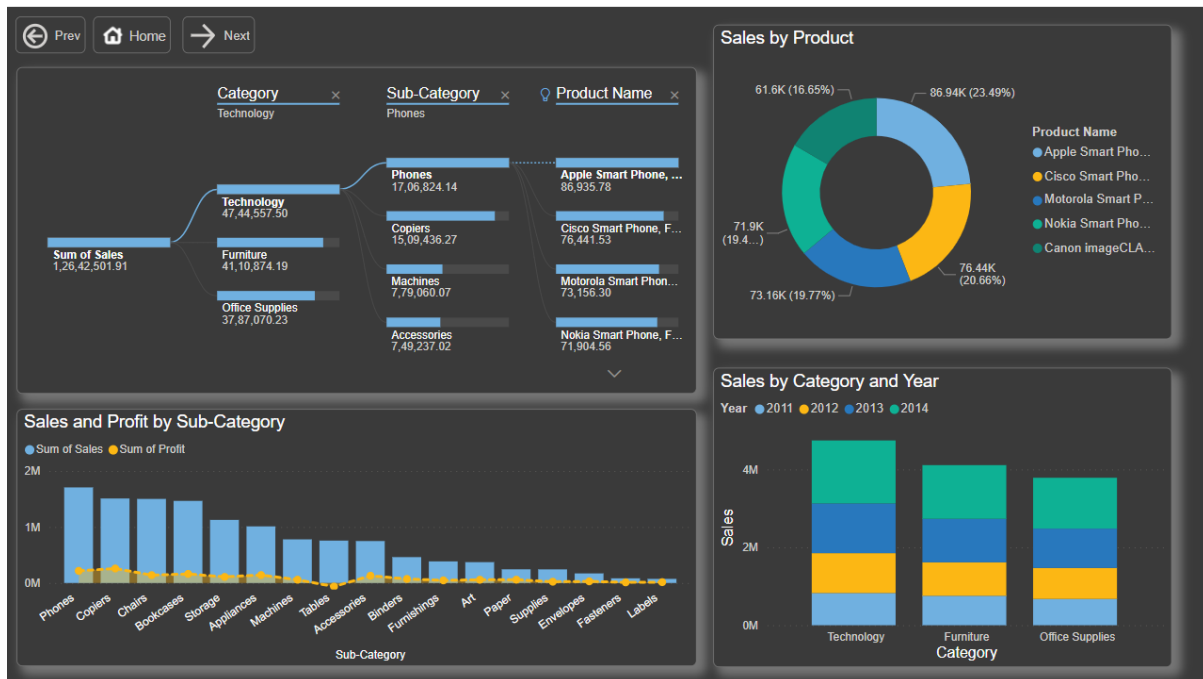 Prev
Home
Next
Category
Technology
Sub-Category
Phones
Product Name
Sum of Sales
1,26,42,501.91
Technology
47,44,557.50
Furniture
41,10,874.19
Office Supplies
37,87,070.23
Phones
17,06,824.14
Copiers
15,09,436.27
Machines
7,79,060.07
Accessories
7,49,237.02
Apple Smart Phone, ...
86,935.78
Cisco Smart Phone, F...
76,441.53
Motorola Smart Phon...
73,156.30
Nokia Smart Phone, F...
71,904.56
Sales by Product
61.6K (16.65%)
86.94K (23.49%)
71.9K
(19.4...)
73.16K (19.77%)
76.44K
(20.66%)
Product Name
Apple Smart Pho...
Cisco Smart Pho...
Motorola Smart P...
Nokia Smart Pho...
Canon imageCLA...
Sales and Profit by Sub-Category
Sum of Sales Sum of Profit
2M
1M
0M
Phones
Copiers
Chairs
Bookcases
Storage
Appliances
Machines
Tables
Accessories
Binders
Furnishings
Art
Paper
Supplies
Envelopes
Fasteners
Labels
Sub-Category
Sales by Category and Year
Year 2011 2012 2013 2014
Sales
4M
2M
0M
Technology
Furniture
Office Supplies
Category